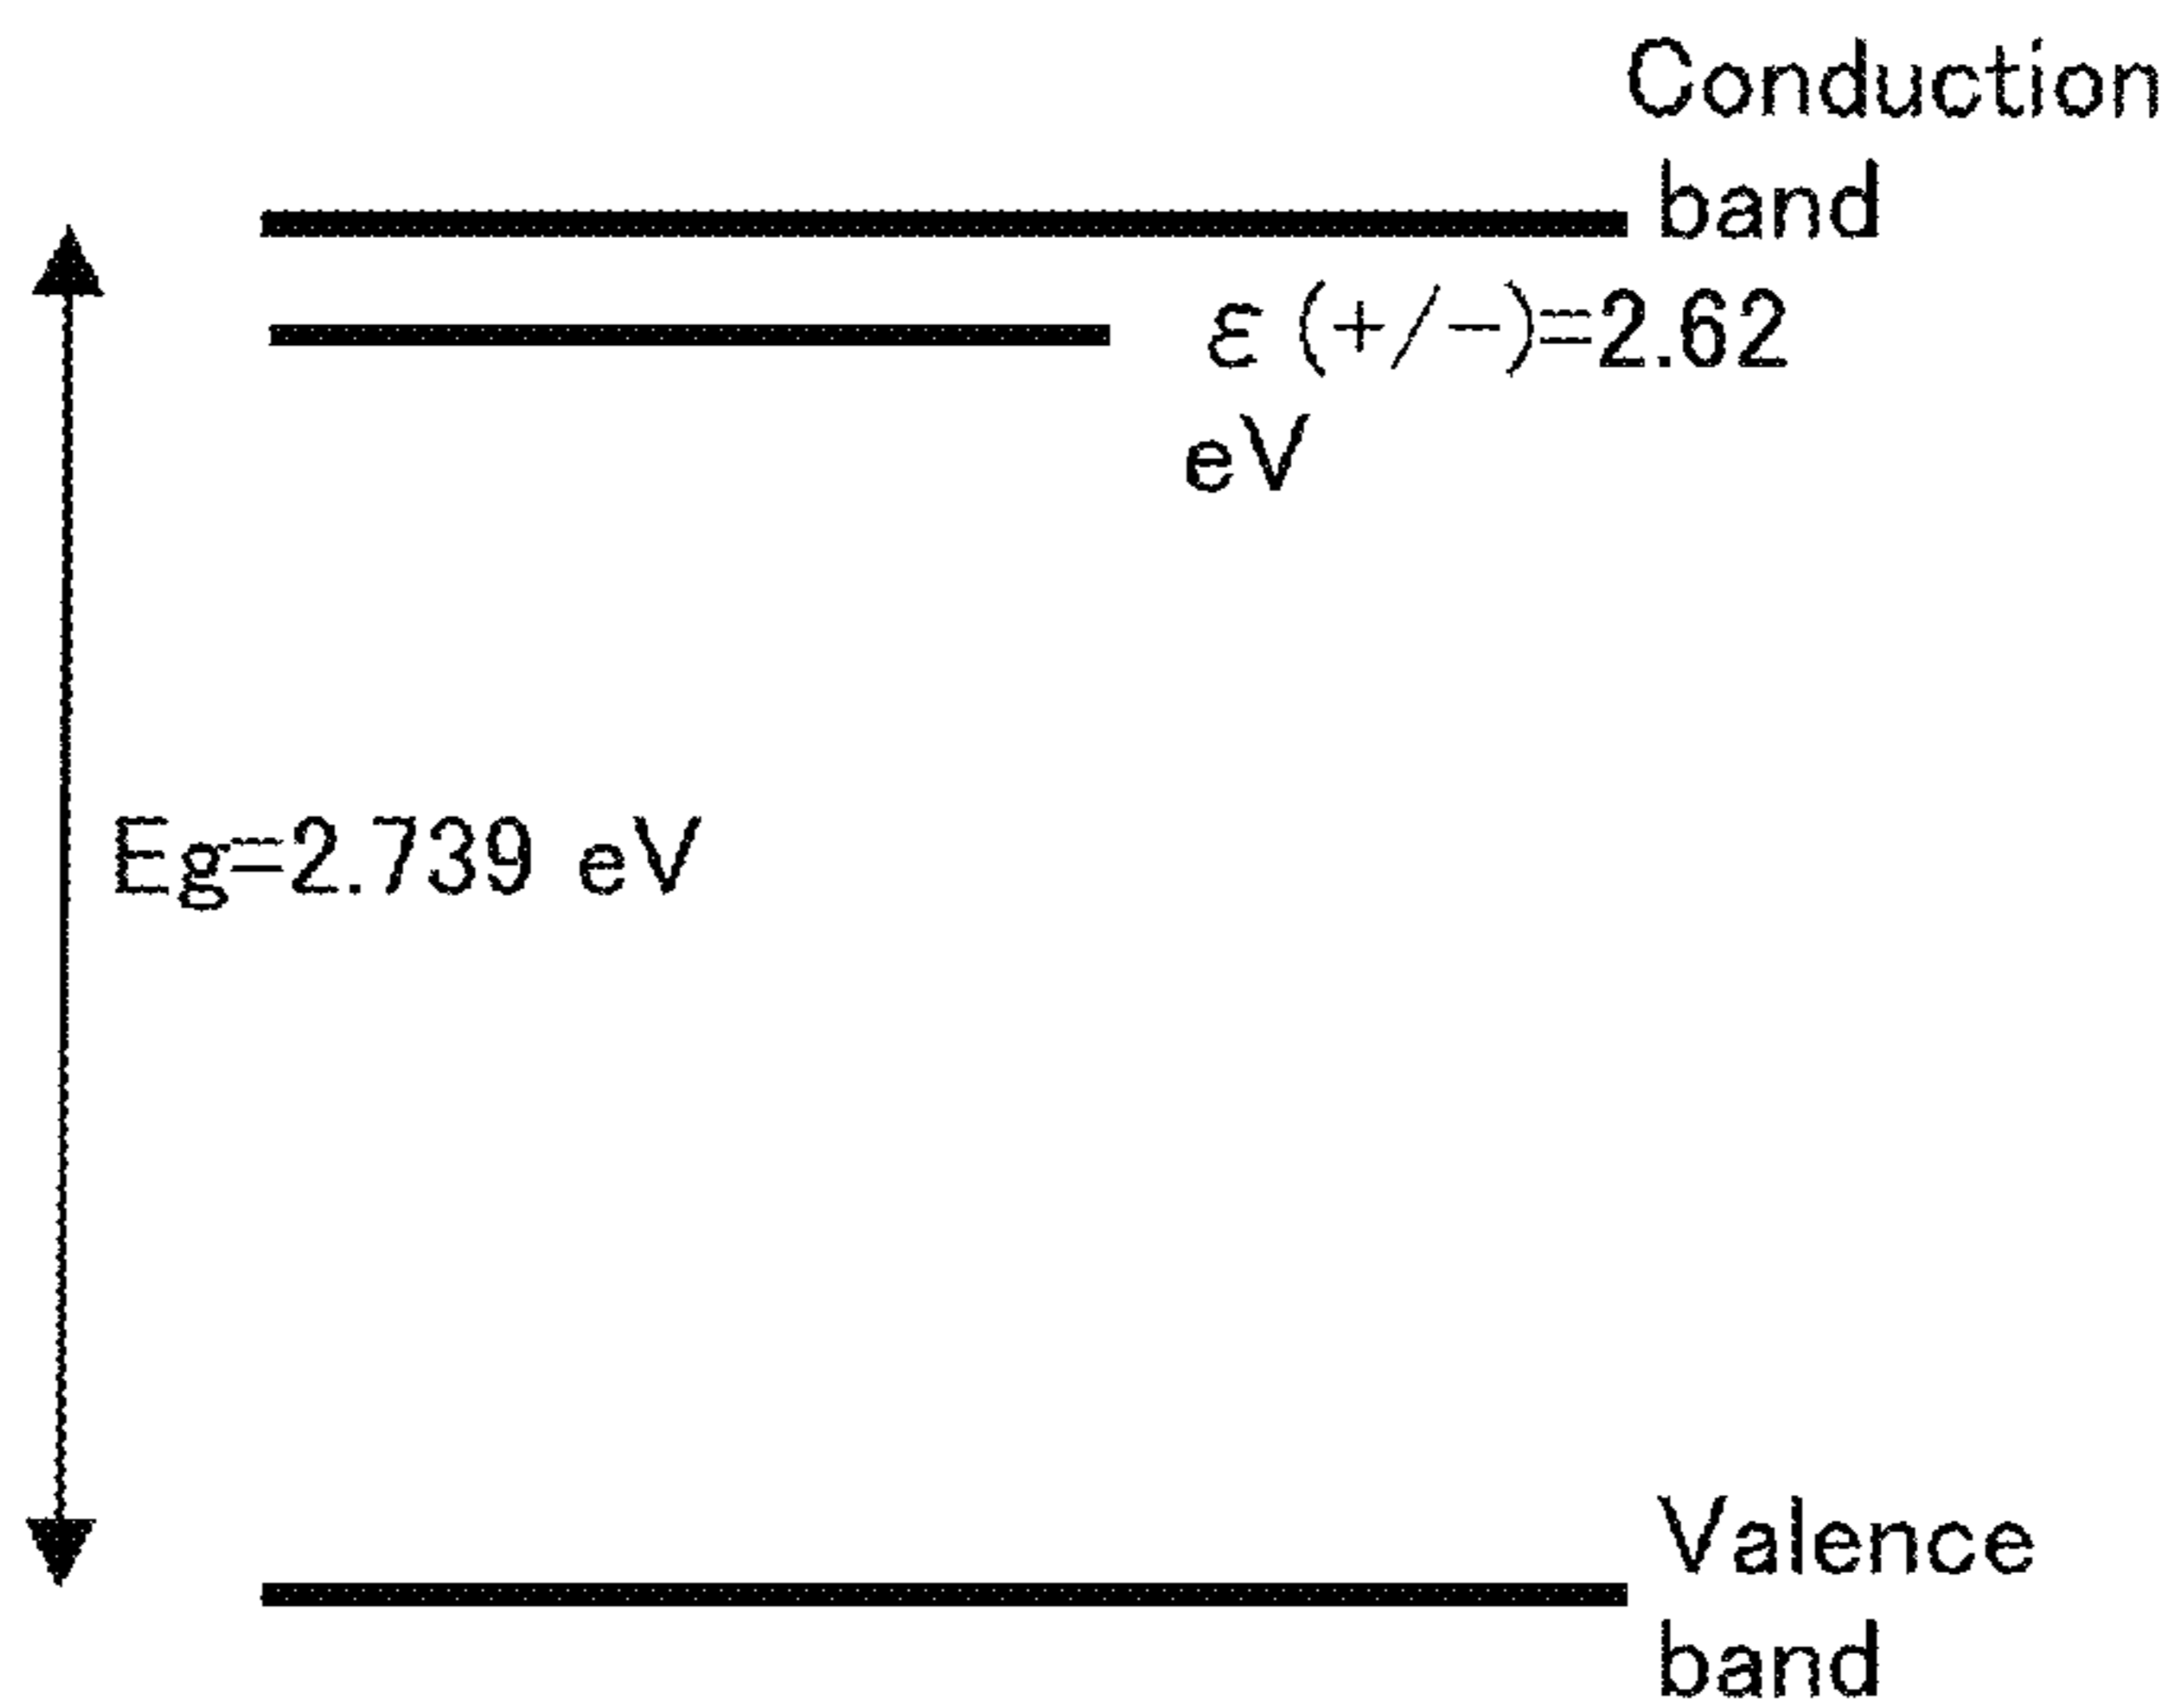 Conduction
band
ε(+/−)=2.62
eV
Eg=2.739 eV
Valence
band